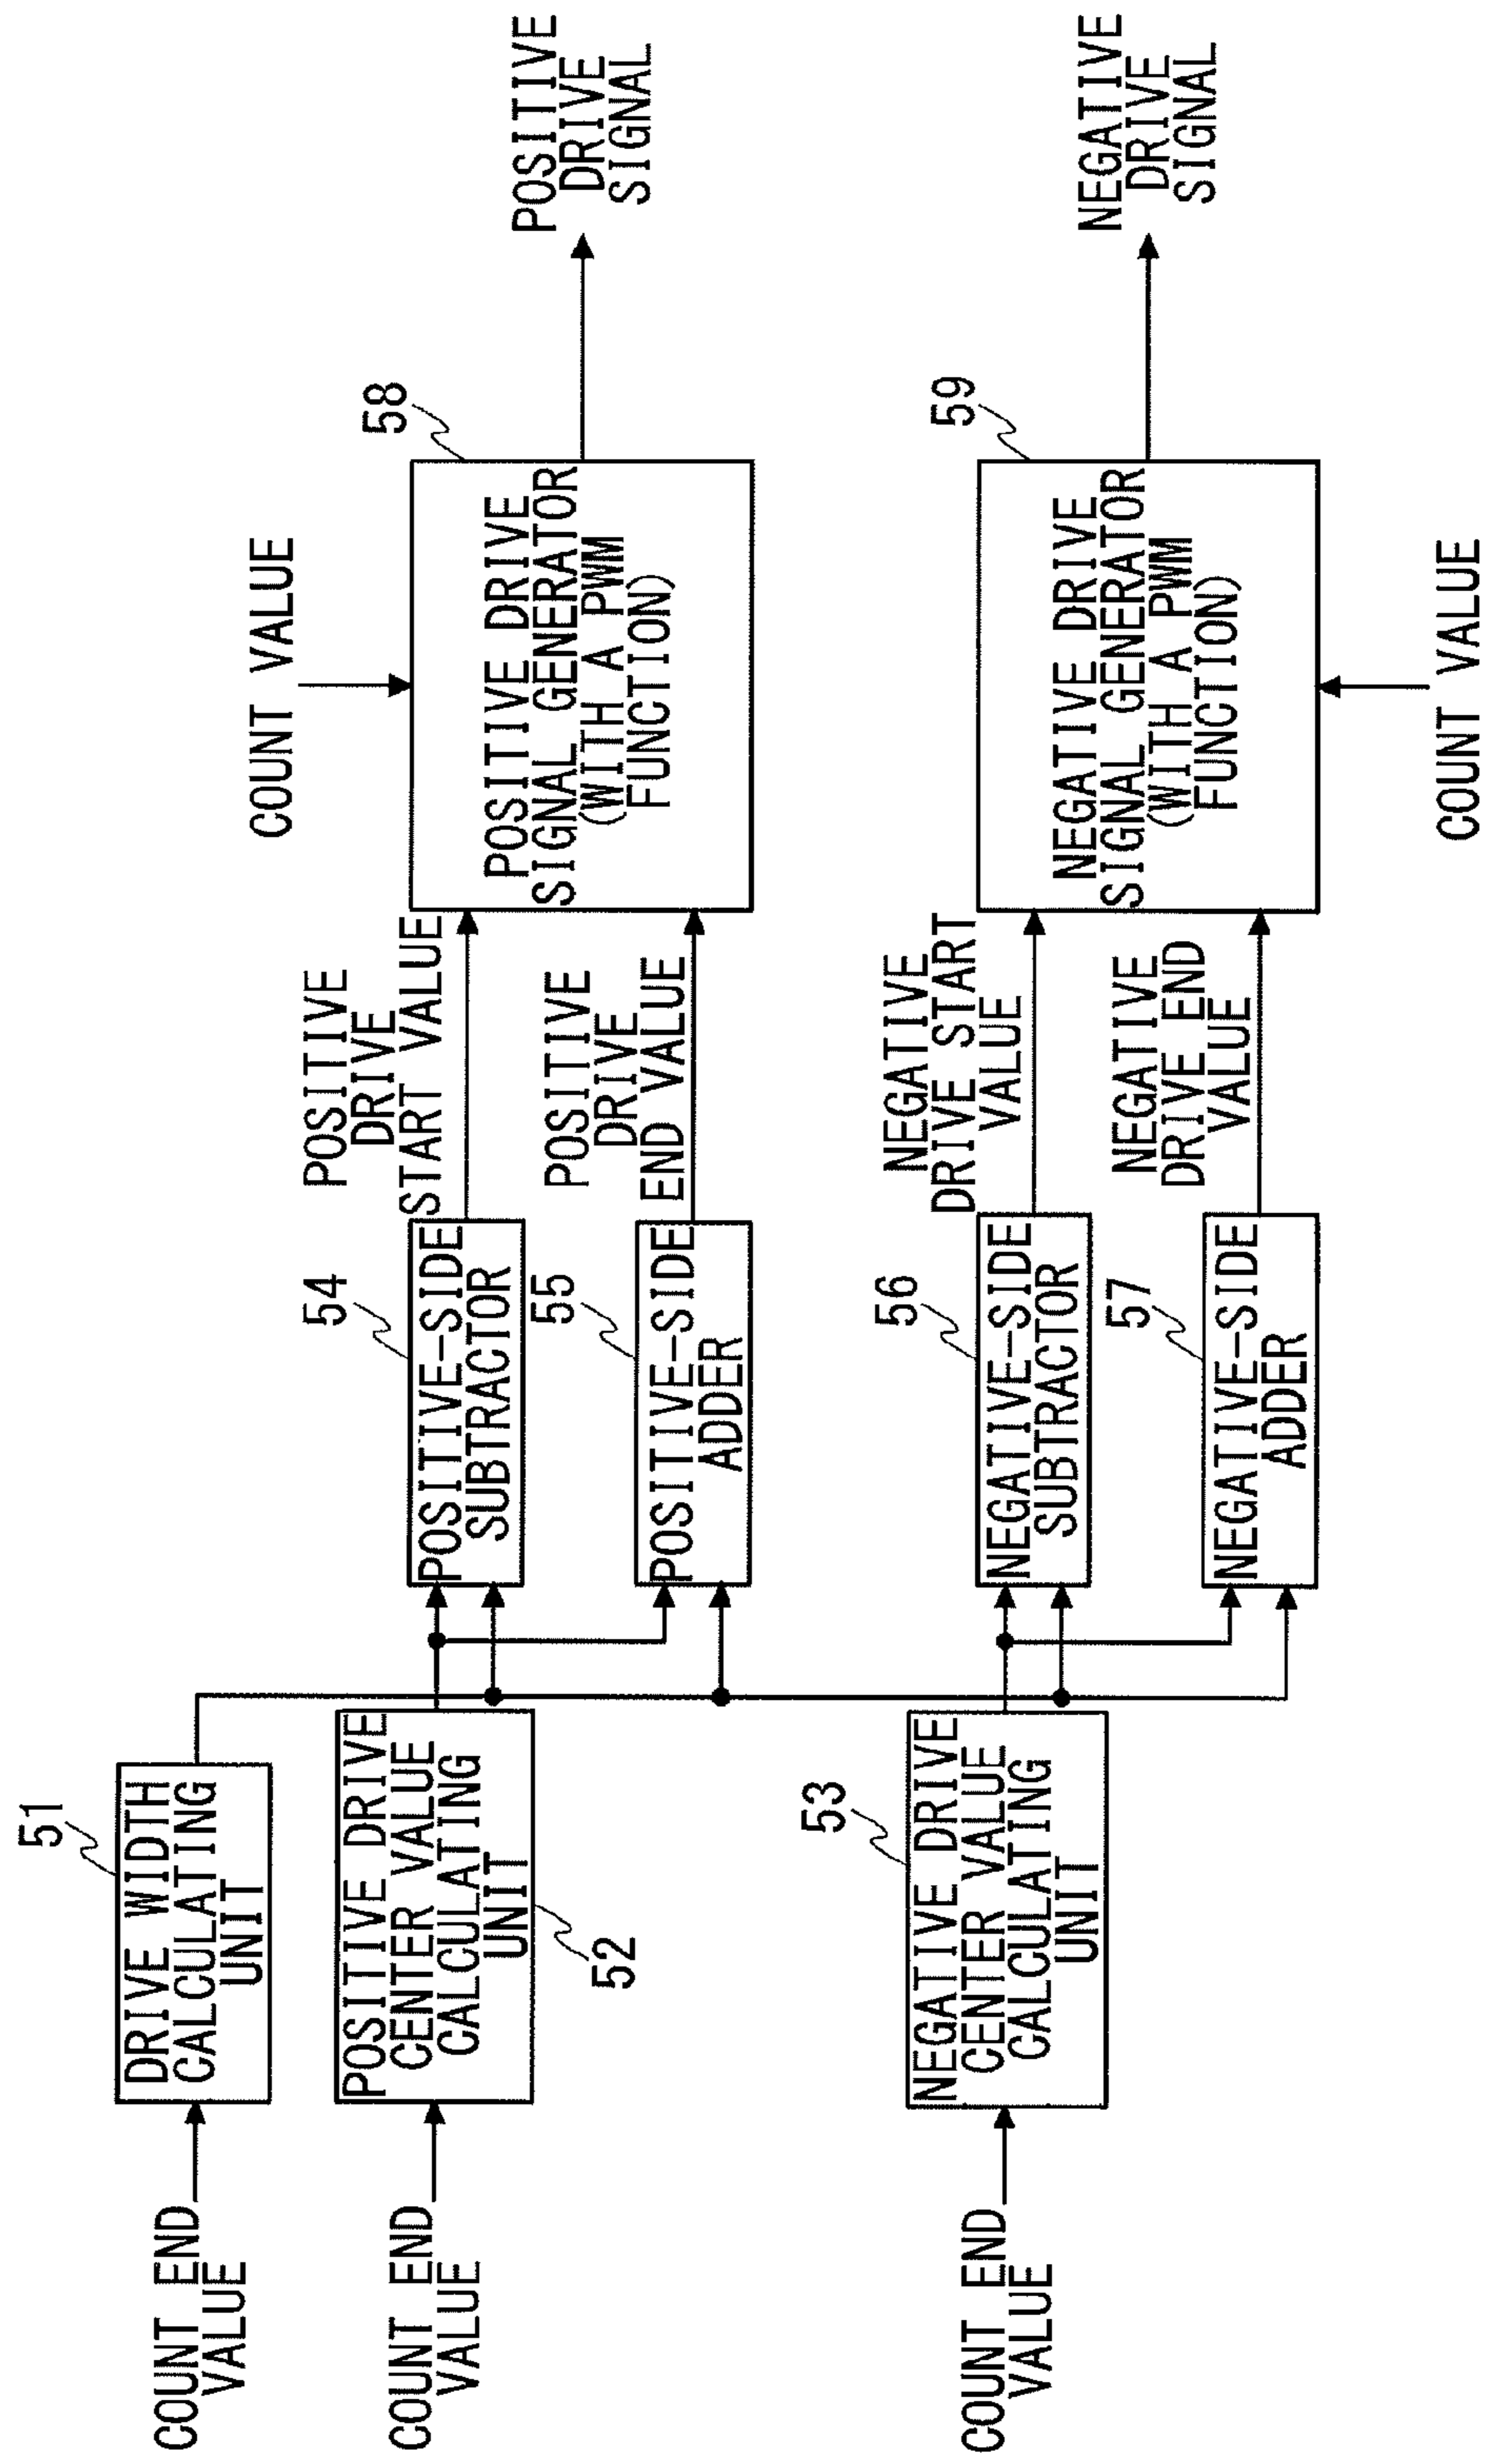 COUNT END
VALUE
51
DRIVE WIDTH
CALCULATING
UNIT
COUNT END
VALUE
POSITIVE DRIVE
CENTER VALUE
CALCULATING
UNIT
52
COUNT END
VALUE
53
NEGATIVE DRIVE
CENTER VALUE
CALCULATING
UNIT
54
POSITIVE-SIDE
SUBTRACTOR
55
POSITIVE-SIDE
ADDER
56
NEGATIVE-SIDE
SUBTRACTOR
57
NEGATIVE-SIDE
ADDER
POSITIVE
DRIVE
START VALUE
POSITIVE
DRIVE
END VALUE
NEGATIVE
DRIVE START
VALUE
NEGATIVE
DRIVE END
VALUE
COUNT VALUE
58
POSITIVE DRIVE
SIGNAL GENERATOR
(WITH A PWM
FUNCTION)
59
NEGATIVE DRIVE
SIGNAL GENERATOR
(WITH A PWM
FUNCTION)
COUNT VALUE
POSITIVE
DRIVE
SIGNAL
NEGATIVE
DRIVE
SIGNAL